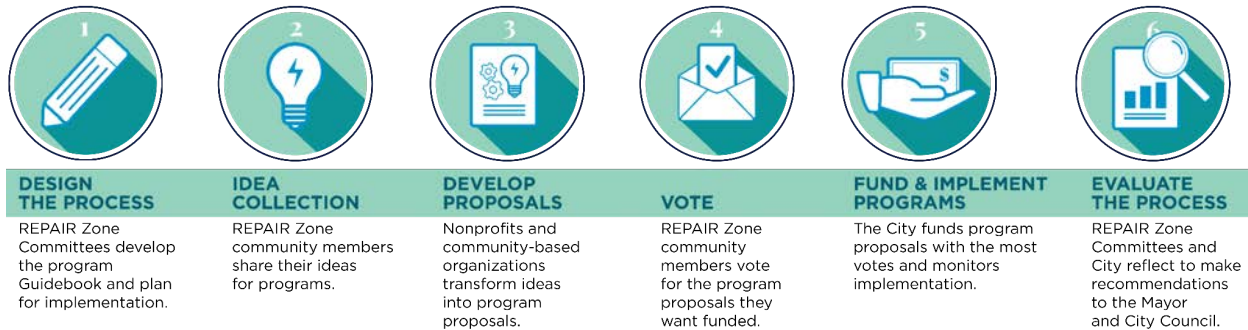 1
DESIGN
THE PROCESS
REPAIR Zone
Committees develop
the program
Guidebook and plan
for implementation.
2
IDEA
COLLECTION
REPAIR Zone
community members
share their ideas
for programs.
3
DEVELOP
PROPOSALS
Nonprofits and
community-based
organizations
transform ideas
into program
proposals.
4
VOTE
REPAIR Zone
community
members vote
for the program
proposals they
want funded.
5
$
FUND & IMPLEMENT
PROGRAMS
The City funds program
proposals with the most
votes and monitors
implementation.
6
EVALUATE
THE PROCESS
REPAIR Zone
Committees and
City reflect to make
recommendations
to the Mayor
and City Council.